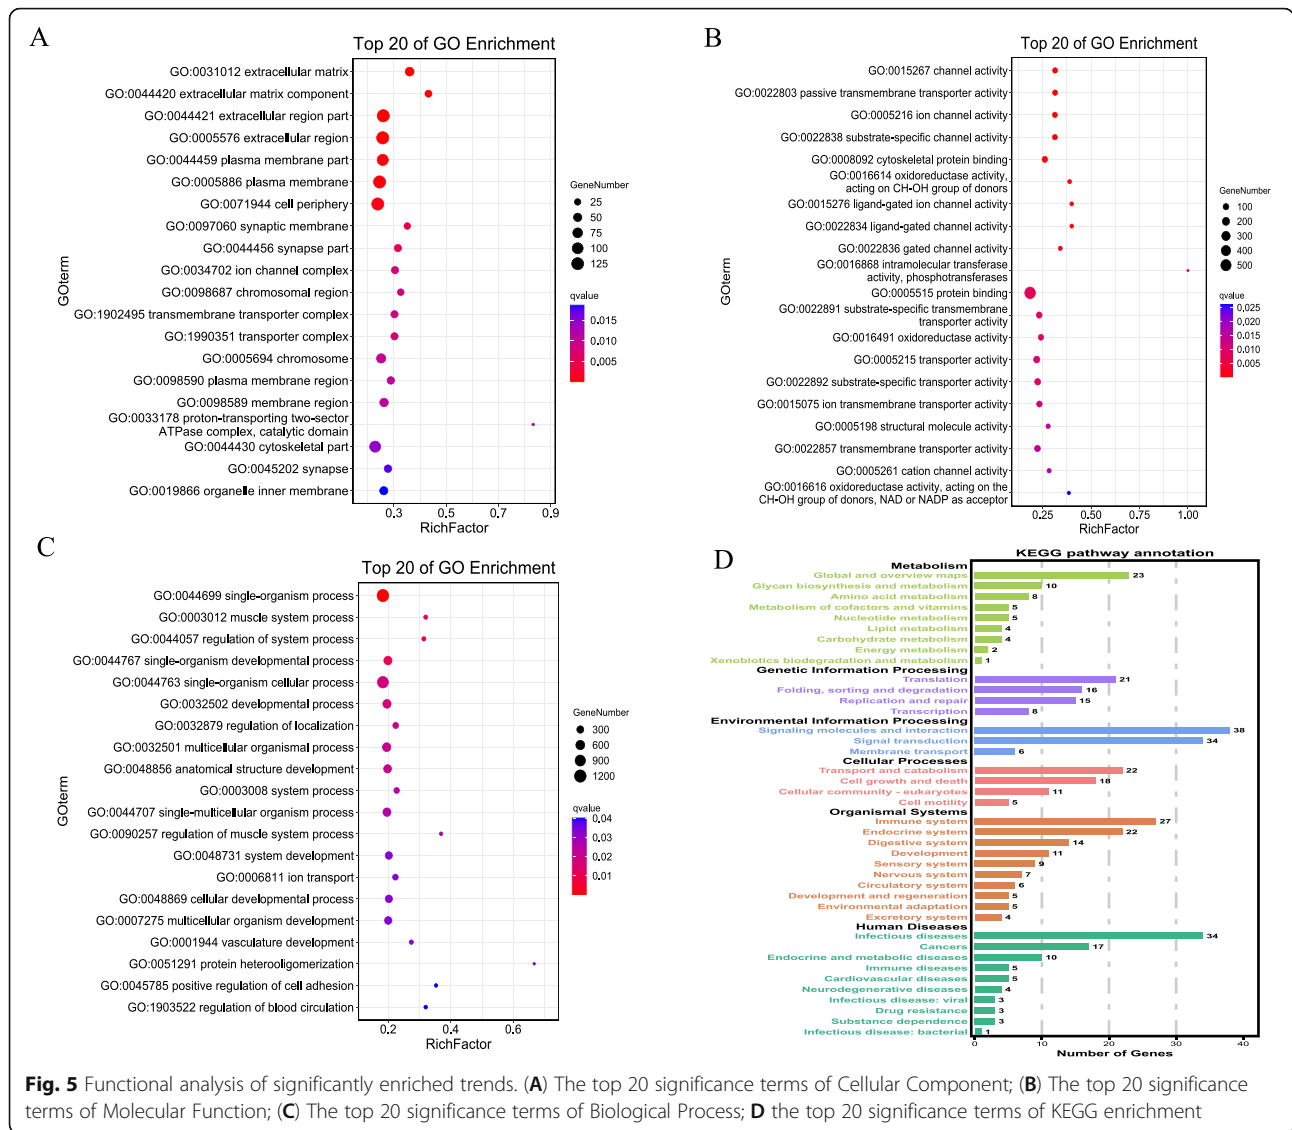 A
Top 20 of GO Enrichment
GOterm
GO:0031012 extracellular matrix
GO:0044420 extracellular matrix component
GO:0044421 extracellular region part
GO:0005576 extracellular region
GO:0044459 plasma membrane part
GO:0005886 plasma membrane
GO:0071944 cell periphery
GO:0097060 synaptic membrane
GO:0044456 synapse part
GO:0034702 ion channel complex
GO:0098687 chromosomal region
GO:1902495 transmembrane transporter complex
GO:1990351 transporter complex
GO:0005694 chromosome
GO:0098590 plasma membrane region
GO:0098589 membrane region
GO:0033178 proton-transporting two-sector
ATPase complex, catalytic domain
GO:0044430 cytoskeletal part
GO:0045202 synapse
GO:0019866 organelle inner membrane
0.3 0.5 0.7 0.9
RichFactor
GeneNumber
25
50
75
100
125
qvalue
0.015
0.010
0.005
B
Top 20 of GO Enrichment
GOterm
GO:0015267 channel activity
GO:0022803 passive transmembrane transporter activity
GO:0005216 ion channel activity
GO:0022838 substrate-specific channel activity
GO:0008092 cytoskeletal protein binding
GO:0016614 oxidoreductase activity,
acting on CH-OH group of donors
GO:0015276 ligand-gated ion channel activity
GO:0022834 ligand-gated channel activity
GO:0022836 gated channel activity
GO:0016868 intramolecular transferase
activity, phosphotransferases
GO:0005515 protein binding
GO:0022891 substrate-specific transmembrane
transporter activity
GO:0016491 oxidoreductase activity
GO:0005215 transporter activity
GO:0022892 substrate-specific transporter activity
GO:0015075 ion transmembrane transporter activity
GO:0005198 structural molecule activity
GO:0022857 transmembrane transporter activity
GO:0005261 cation channel activity
GO:0016616 oxidoreductase activity, acting on the
CH-OH group of donors, NAD or NADP as acceptor
0.25 0.50 0.75 1.00
RichFactor
GeneNumber
100
200
300
400
500
qvalue
0.025
0.020
0.015
0.010
0.005
C
Top 20 of GO Enrichment
GOterm
GO:0044699 single-organism process
GO:0003012 muscle system process
GO:0044057 regulation of system process
GO:0044767 single-organism developmental process
GO:0044763 single-organism cellular process
GO:0032502 developmental process
GO:0032879 regulation of localization
GO:0032501 multicellular organismal process
GO:0048856 anatomical structure development
GO:0003008 system process
GO:0044707 single-multicellular organism process
GO:0090257 regulation of muscle system process
GO:0048731 system development
GO:0006811 ion transport
GO:0048869 cellular developmental process
GO:0007275 multicellular organism development
GO:0001944 vasculature development
GO:0051291 protein heterooligomerization
GO:0045785 positive regulation of cell adhesion
GO:1903522 regulation of blood circulation
0.2 0.4 0.6
RichFactor
GeneNumber
300
600
900
1200
qvalue
0.04
0.03
0.02
0.01
D
KEGG pathway annotation
Metabolism
Global and overview maps 23
Glycan biosynthesis and metabolism 10
Amino acid metabolism 8
Metabolism of cofactors and vitamins 5
Nucleotide metabolism 5
Lipid metabolism 4
Carbohydrate metabolism 4
Energy metabolism 2
Xenobiotics biodegradation and metabolism 1
Genetic Information Processing
Translation 21
Folding, sorting and degradation 16
Replication and repair 15
Transcription 8
Environmental Information Processing
Signaling molecules and interaction 38
Signal transduction 34
Membrane transport 6
Cellular Processes
Transport and catabolism 22
Cell growth and death 18
Cellular community - eukaryotes 11
Cell motility 5
Organismal Systems
Immune system 27
Endocrine system 22
Digestive system 14
Development 11
Sensory system 9
Nervous system 7
Circulatory system 6
Development and regeneration 5
Environmental adaptation 5
Excretory system 4
Human Diseases
Infectious diseases 34
Cancers 17
Endocrine and metabolic diseases 10
Immune diseases 5
Cardiovascular diseases 5
Neurodegenerative diseases 4
Infectious disease: viral 3
Drug resistance 3
Substance dependence 3
Infectious disease: bacterial 1
0 10 20 30 40
Number of Genes
Fig. 5 Functional analysis of significantly enriched trends. (A) The top 20 significance terms of Cellular Component; (B) The top 20 significance
terms of Molecular Function; (C) The top 20 significance terms of Biological Process; D the top 20 significance terms of KEGG enrichment